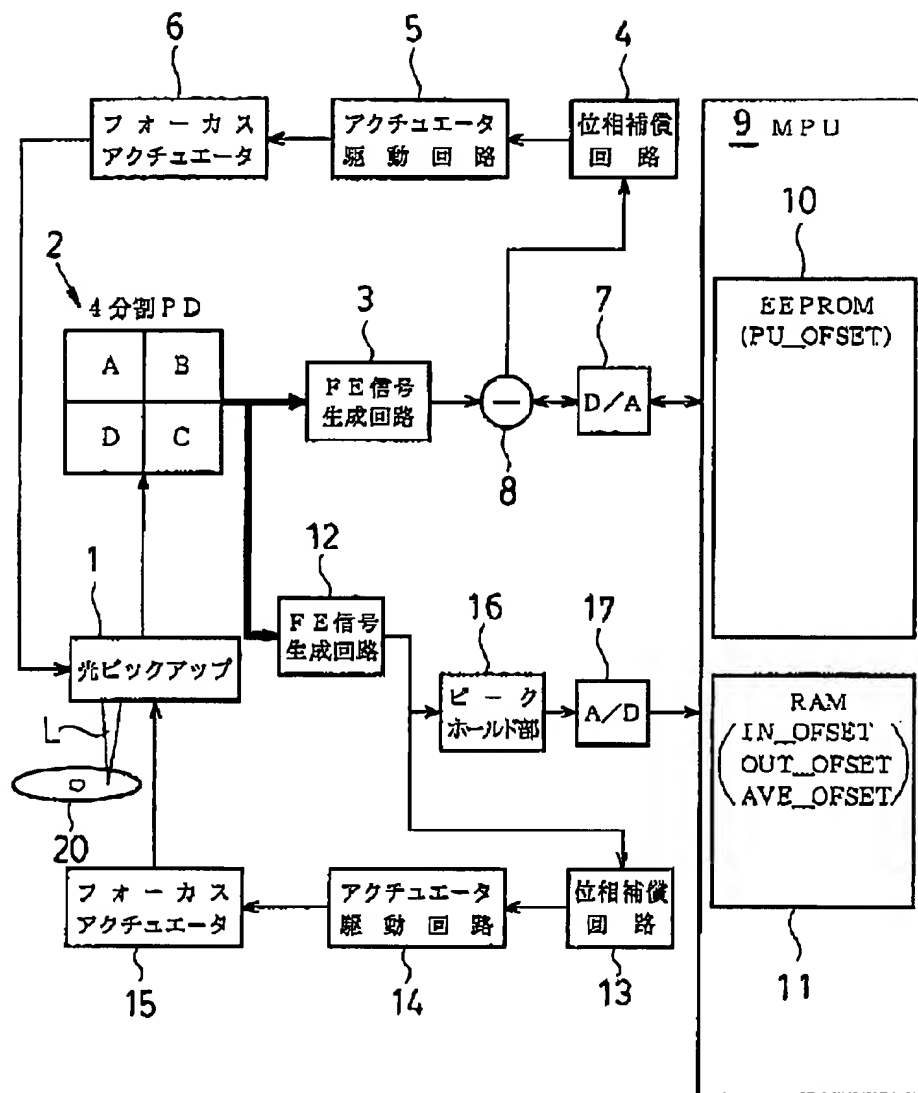 6
5
4
フォーカス
アクチュエータ
アクチュエータ
駆動回路
位相補償
回路
9 MPU
2
4分割PD
A B
D C
3
FE信号
生成回路
−
8
7
D/A
10
EEPROM
(PU_OFSET)
1
光ピックアップ
L
20
12
FE信号
生成回路
16
ピーク
ホールド部
17
A/D
RAM
(IN_OFSET
OUT_OFSET
AVE_OFSET)
11
フォーカス
アクチュエータ
15
アクチュエータ
駆動回路
14
位相補償
回路
13